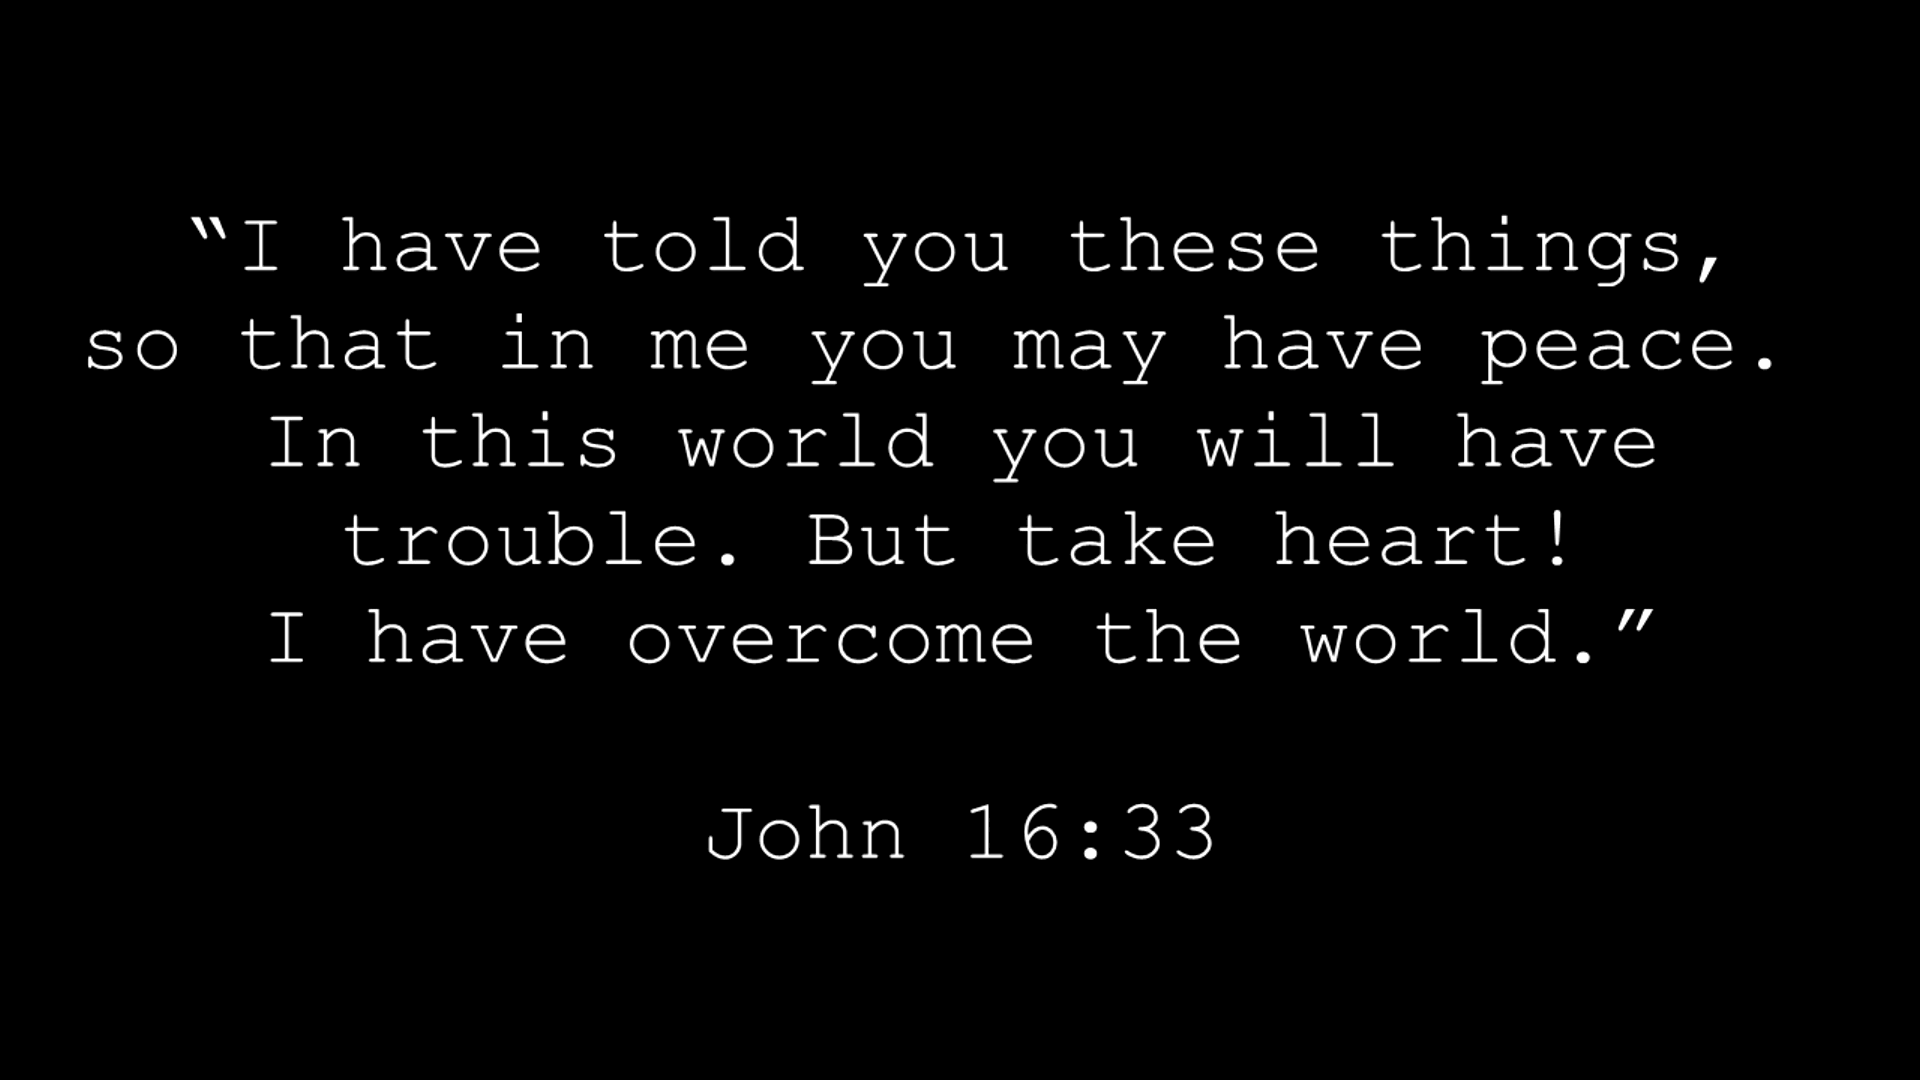 “I have told you these things,
so that in me you may have peace.
In this world you will have
trouble. But take heart!
I have overcome the world.”
John 16:33